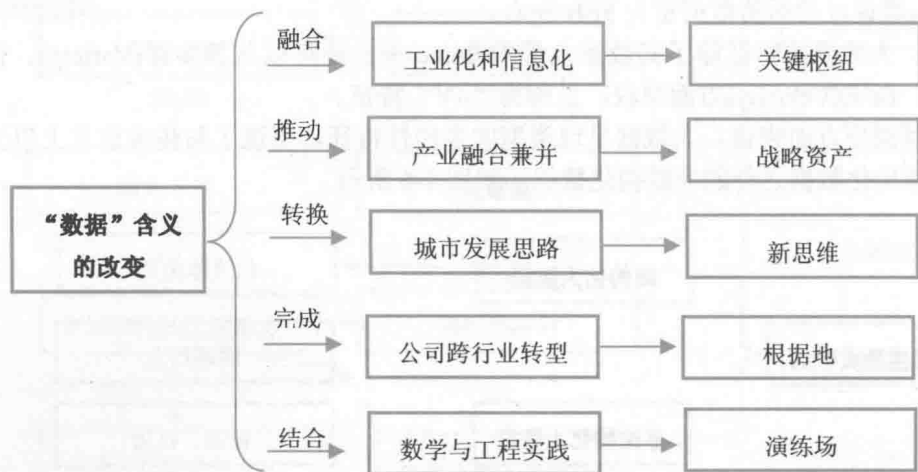 融合
工业化和信息化
关键枢纽
推动
产业融合兼并
战略资产
“数据”含义
的改变
转换
城市发展思路
新思维
完成
公司跨行业转型
根据地
结合
数学与工程实践
演练场